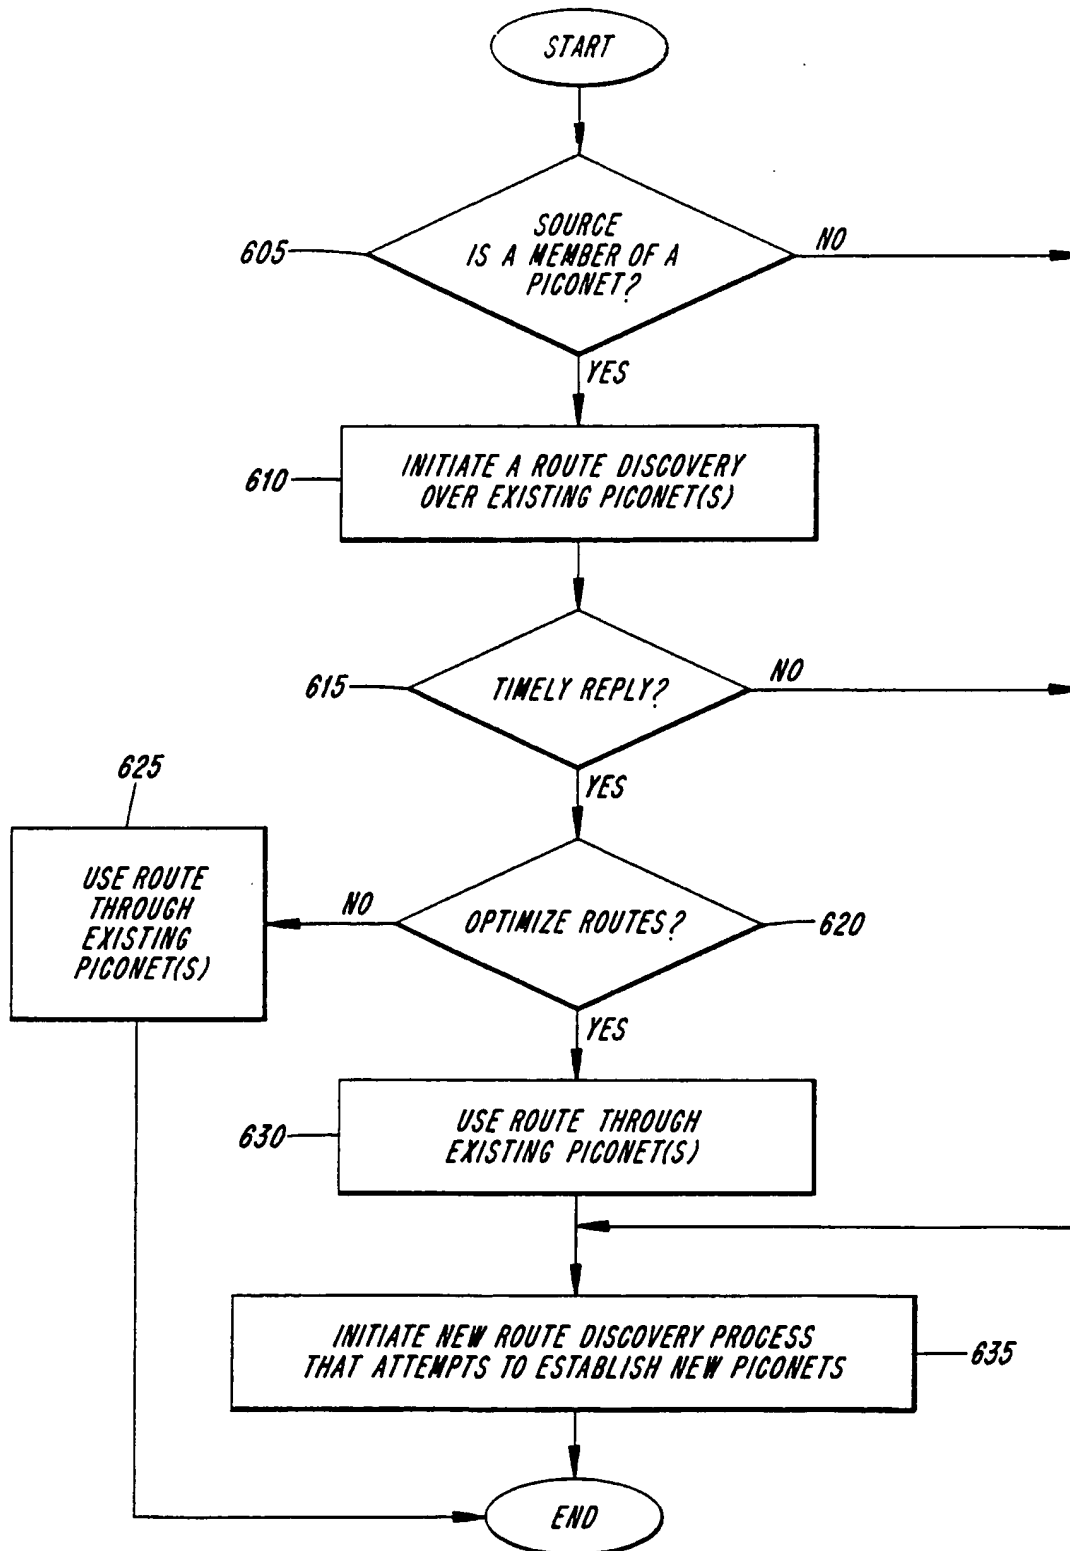 START
SOURCE
IS A MEMBER OF A
PICONET?
605
NO
YES
INITIATE A ROUTE DISCOVERY
OVER EXISTING PICONET(S)
610
TIMELY REPLY?
615
NO
YES
625
USE ROUTE
THROUGH
EXISTING
PICONET(S)
NO
OPTIMIZE ROUTES?
620
YES
USE ROUTE THROUGH
EXISTING PICONET(S)
630
INITIATE NEW ROUTE DISCOVERY PROCESS
THAT ATTEMPTS TO ESTABLISH NEW PICONETS
635
END